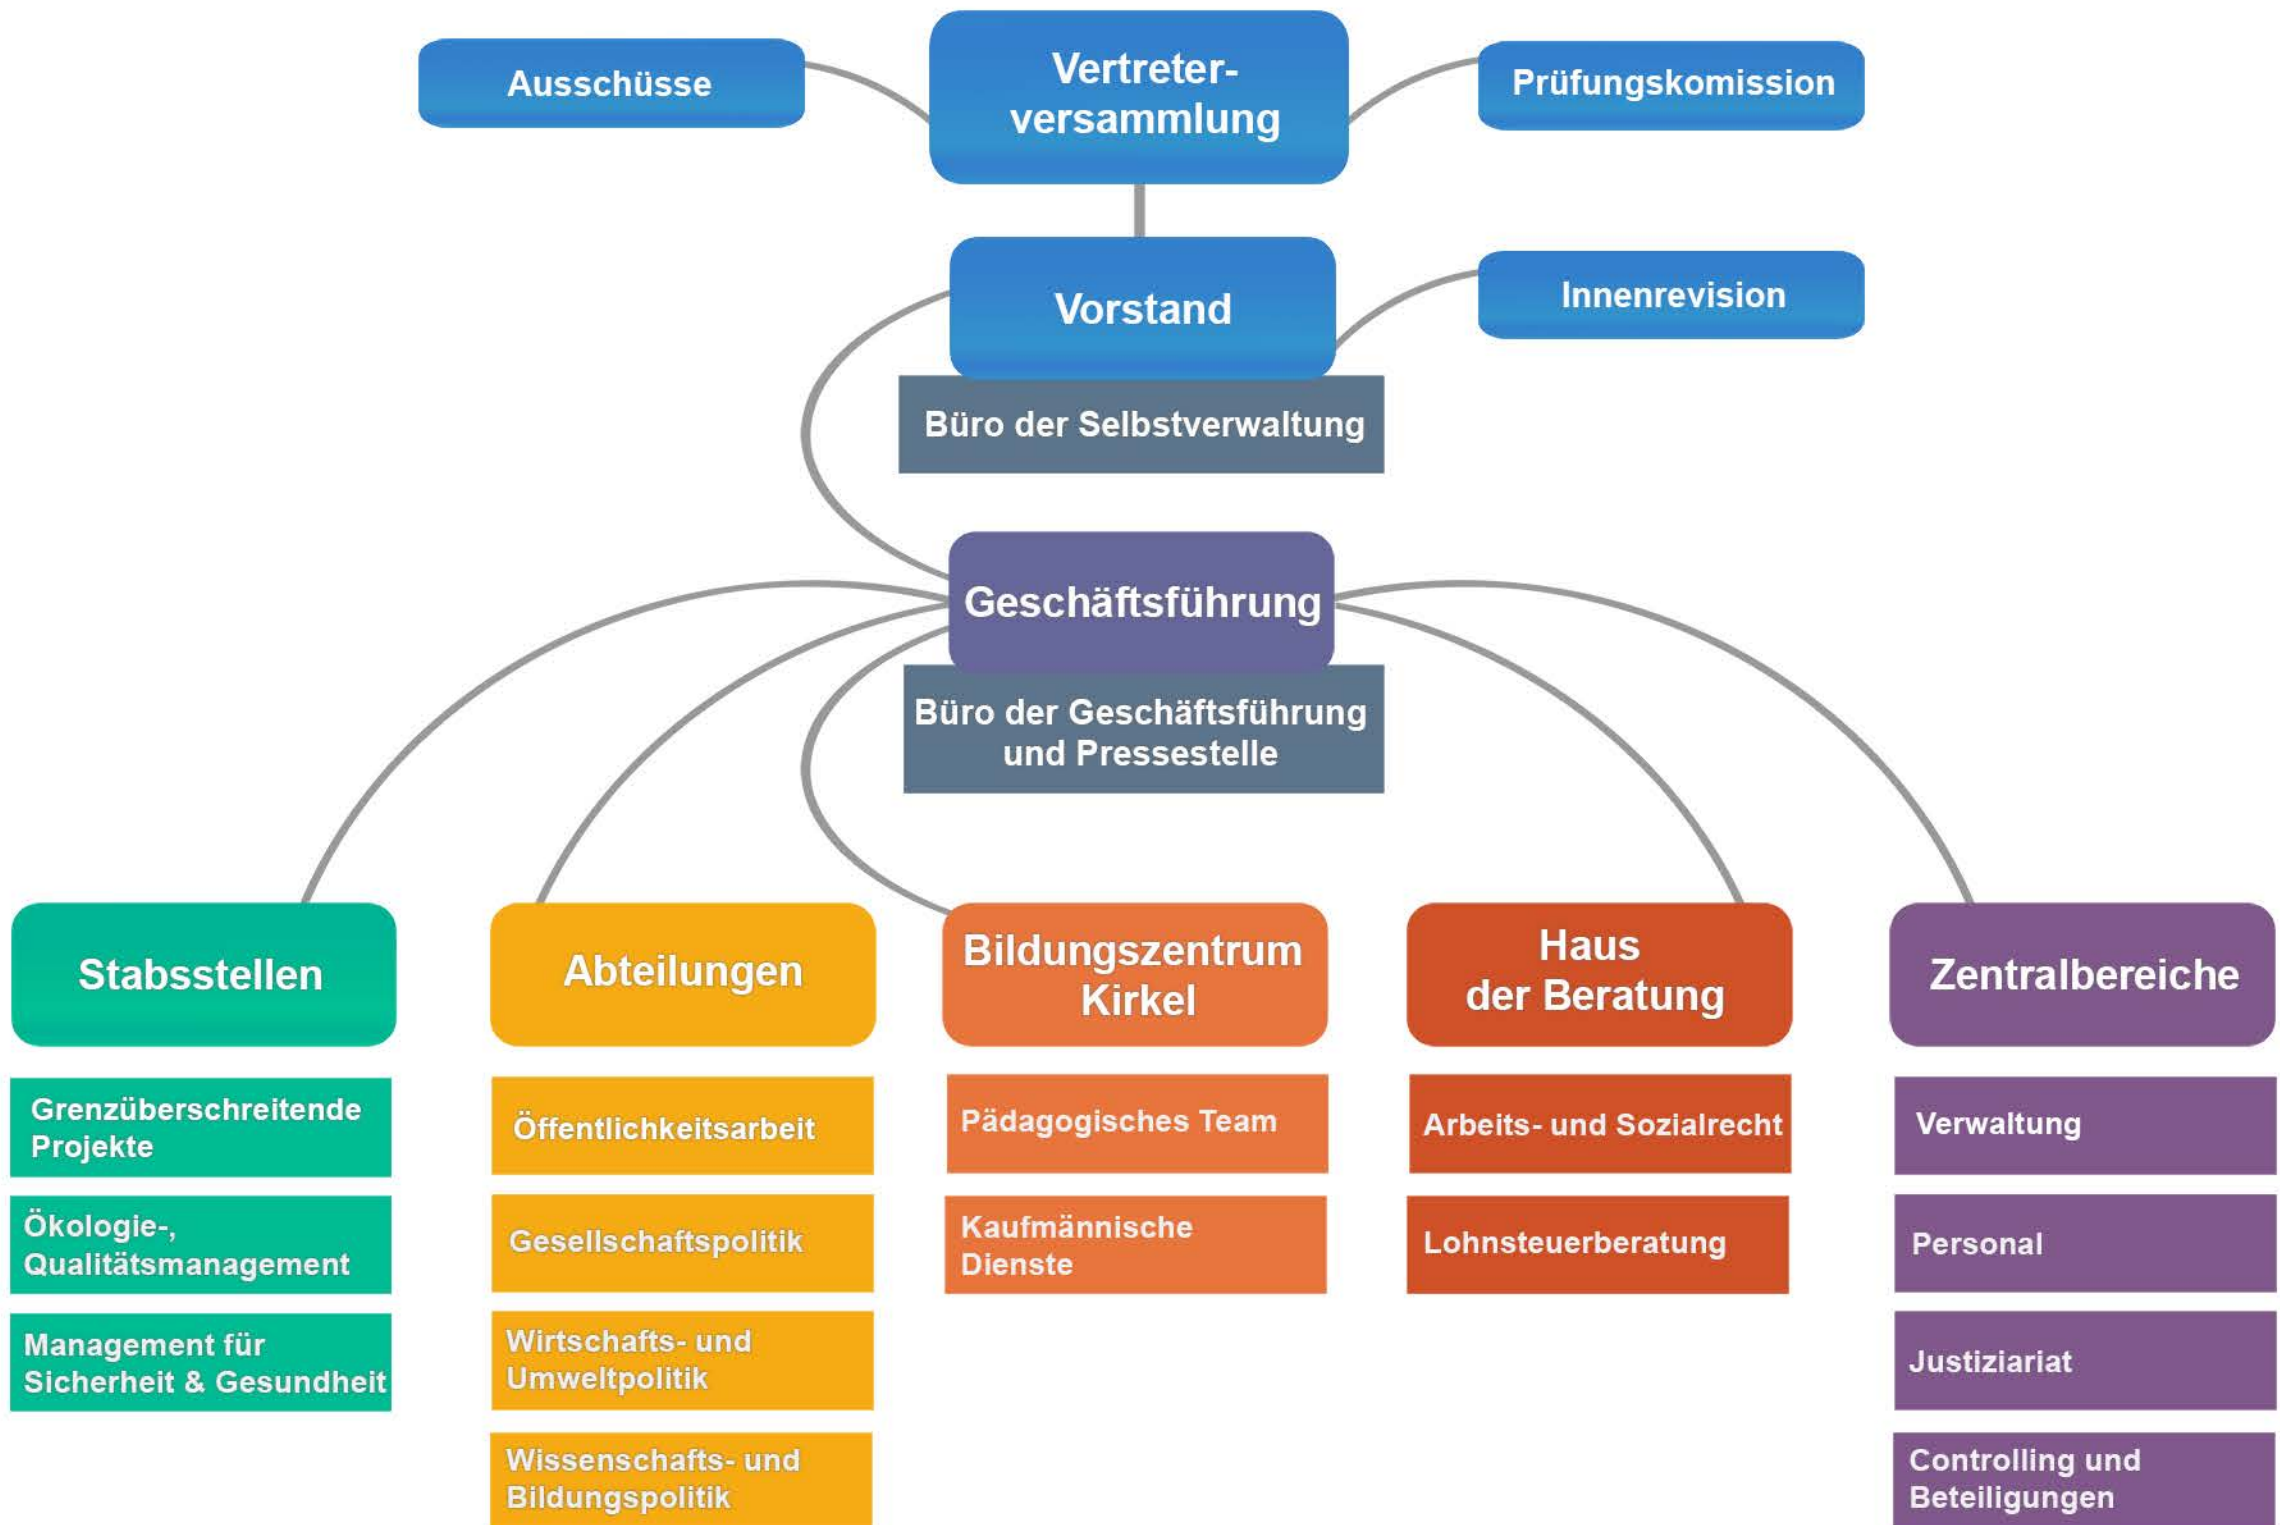 Ausschüsse
Vertreter-
versammlung
Prüfungskomission
Vorstand
Innenrevision
Büro der Selbstverwaltung
Geschäftsführung
Büro der Geschäftsführung
und Pressestelle
Stabsstellen
Grenzüberschreitende
Projekte
Ökologie-,
Qualitätsmanagement
Management für
Sicherheit & Gesundheit
Abteilungen
Öffentlichkeitsarbeit
Gesellschaftspolitik
Wirtschafts- und
Umweltpolitik
Wissenschafts- und
Bildungspolitik
Bildungszentrum
Kirkel
Pädagogisches Team
Kaufmännische
Dienste
Haus
der Beratung
Arbeits- und Sozialrecht
Lohnsteuerberatung
Zentralbereiche
Verwaltung
Personal
Justiziariat
Controlling und
Beteiligungen